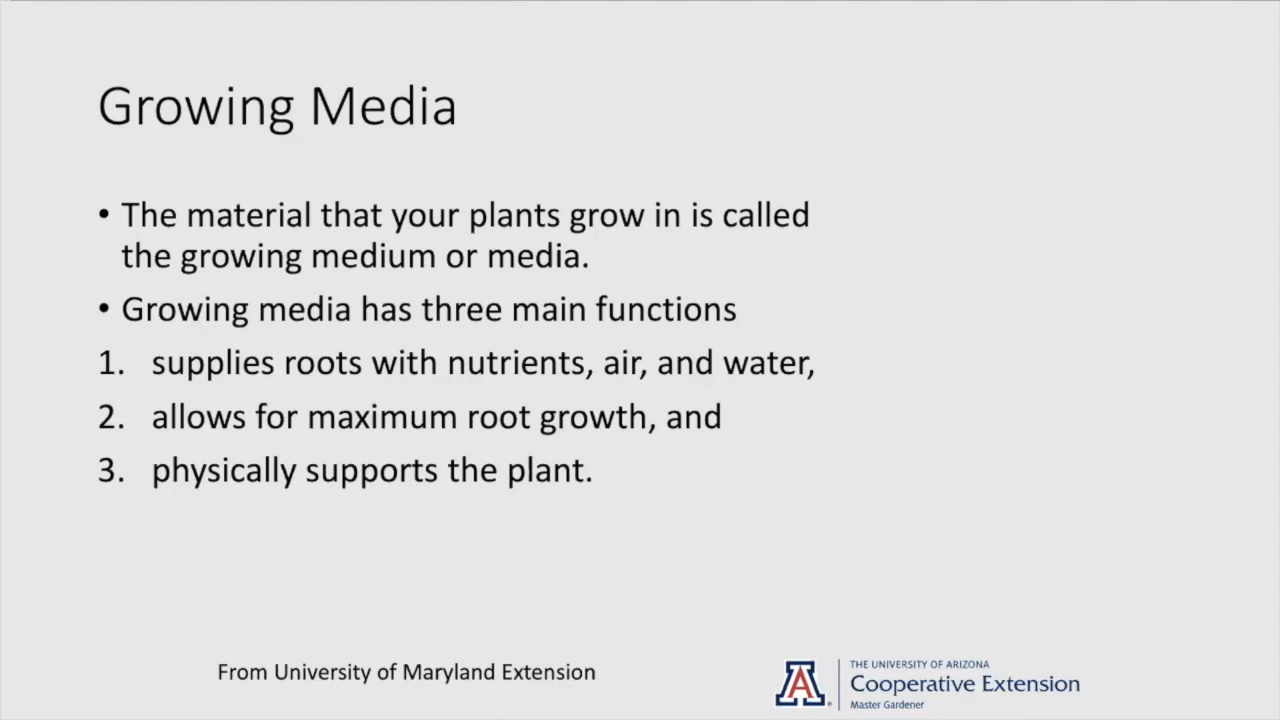 Growing Media
• The material that your plants grow in is called
the growing medium or media.
• Growing media has three main functions
1. supplies roots with nutrients, air, and water,
2. allows for maximum root growth, and
3. physically supports the plant.
From University of Maryland Extension
A
THE UNIVERSITY OF ARIZONA
Cooperative Extension
Master Gardener